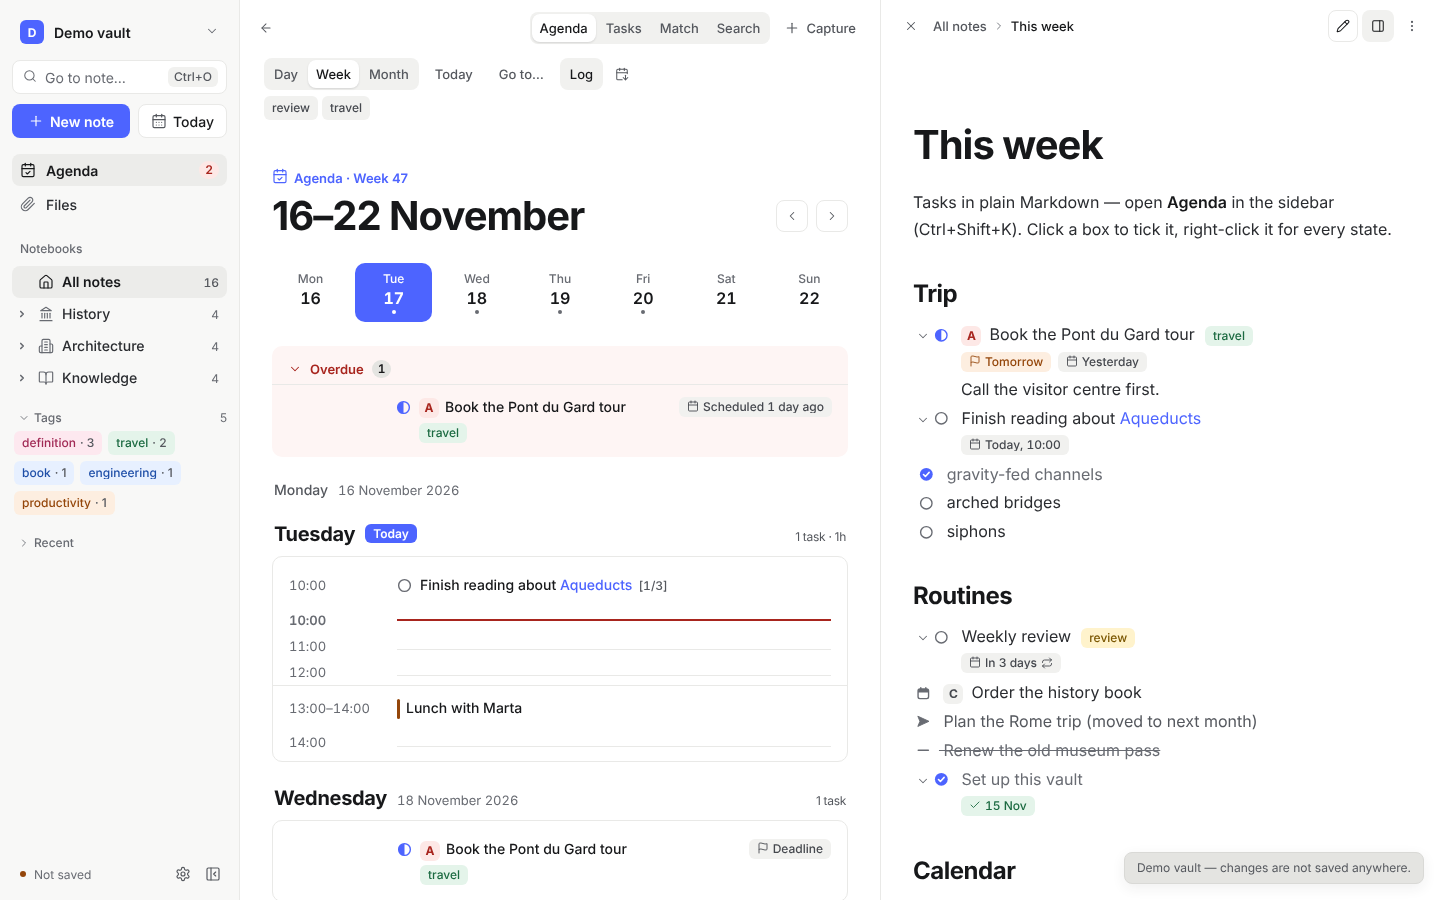 D Demo vault
Go to note... Ctrl+O
New note Today
Agenda 2
Files
Notebooks
All notes 16
History 4
Architecture 4
Knowledge 4
Tags 5
definition · 3 travel · 2
book · 1 engineering · 1
productivity · 1
Recent
Not saved
Agenda Tasks Match Search Capture
Day Week Month Today Go to... Log
review travel
Agenda · Week 47
16–22 November
Mon Tue Wed Thu Fri Sat Sun
16 17 18 19 20 21 22
Overdue 1
A Book the Pont du Gard tour Scheduled 1 day ago
travel
Monday 16 November 2026
Tuesday Today 1 task · 1h
10:00 Finish reading about Aqueducts [1/3]
10:00
11:00
12:00
13:00–14:00 Lunch with Marta
14:00
Wednesday 18 November 2026 1 task
A Book the Pont du Gard tour Deadline
travel
All notes This week
This week
Tasks in plain Markdown — open Agenda in the sidebar
(Ctrl+Shift+K). Click a box to tick it, right-click it for every state.
Trip
A Book the Pont du Gard tour travel
Tomorrow Yesterday
Call the visitor centre first.
Finish reading about Aqueducts
Today, 10:00
gravity-fed channels
arched bridges
siphons
Routines
Weekly review review
In 3 days
C Order the history book
Plan the Rome trip (moved to next month)
Renew the old museum pass
Set up this vault
15 Nov
Calendar
Demo vault — changes are not saved anywhere.